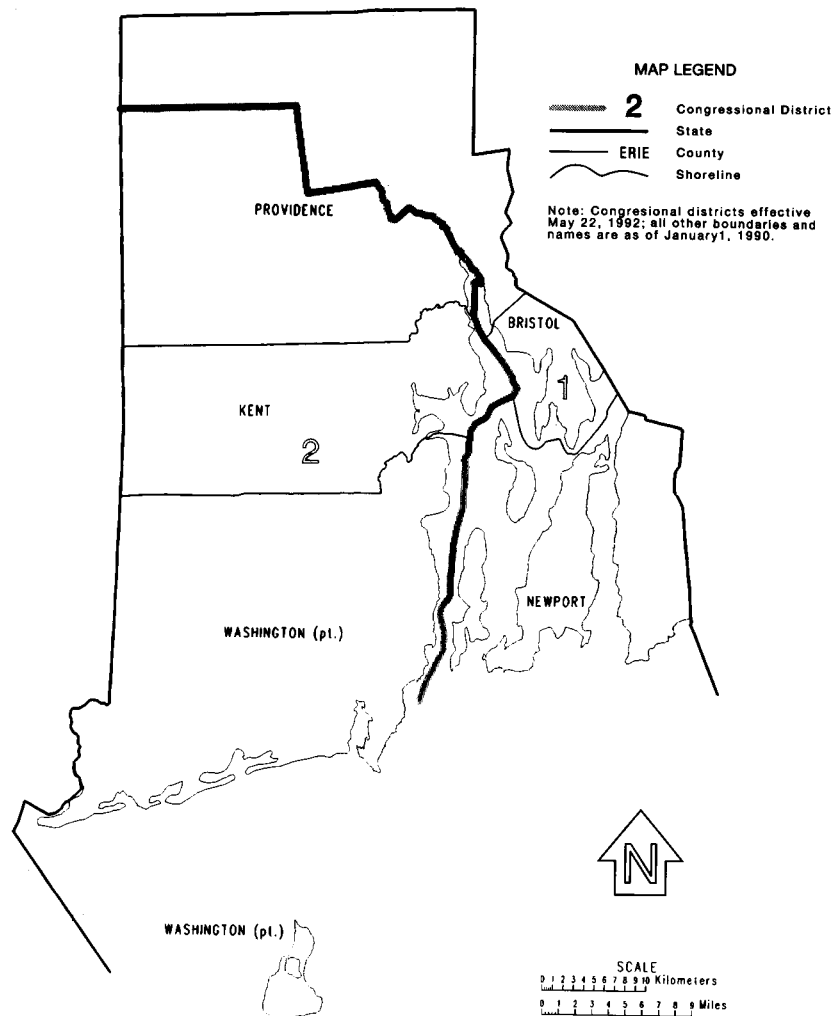 MAP LEGEND
2 Congressional District
State
ERIE County
Shoreline
Note: Congresional districts effective
May 22, 1992; all other boundaries and
names are as of January1, 1990.
PROVIDENCE
BRISTOL
1
KENT
2
NEWPORT
WASHINGTON (pt.)
N
WASHINGTON (pt.)
SCALE
0 1 2 3 4 5 6 7 8 9 10 Kilometers
0 1 2 3 4 5 6 7 8 9 Miles